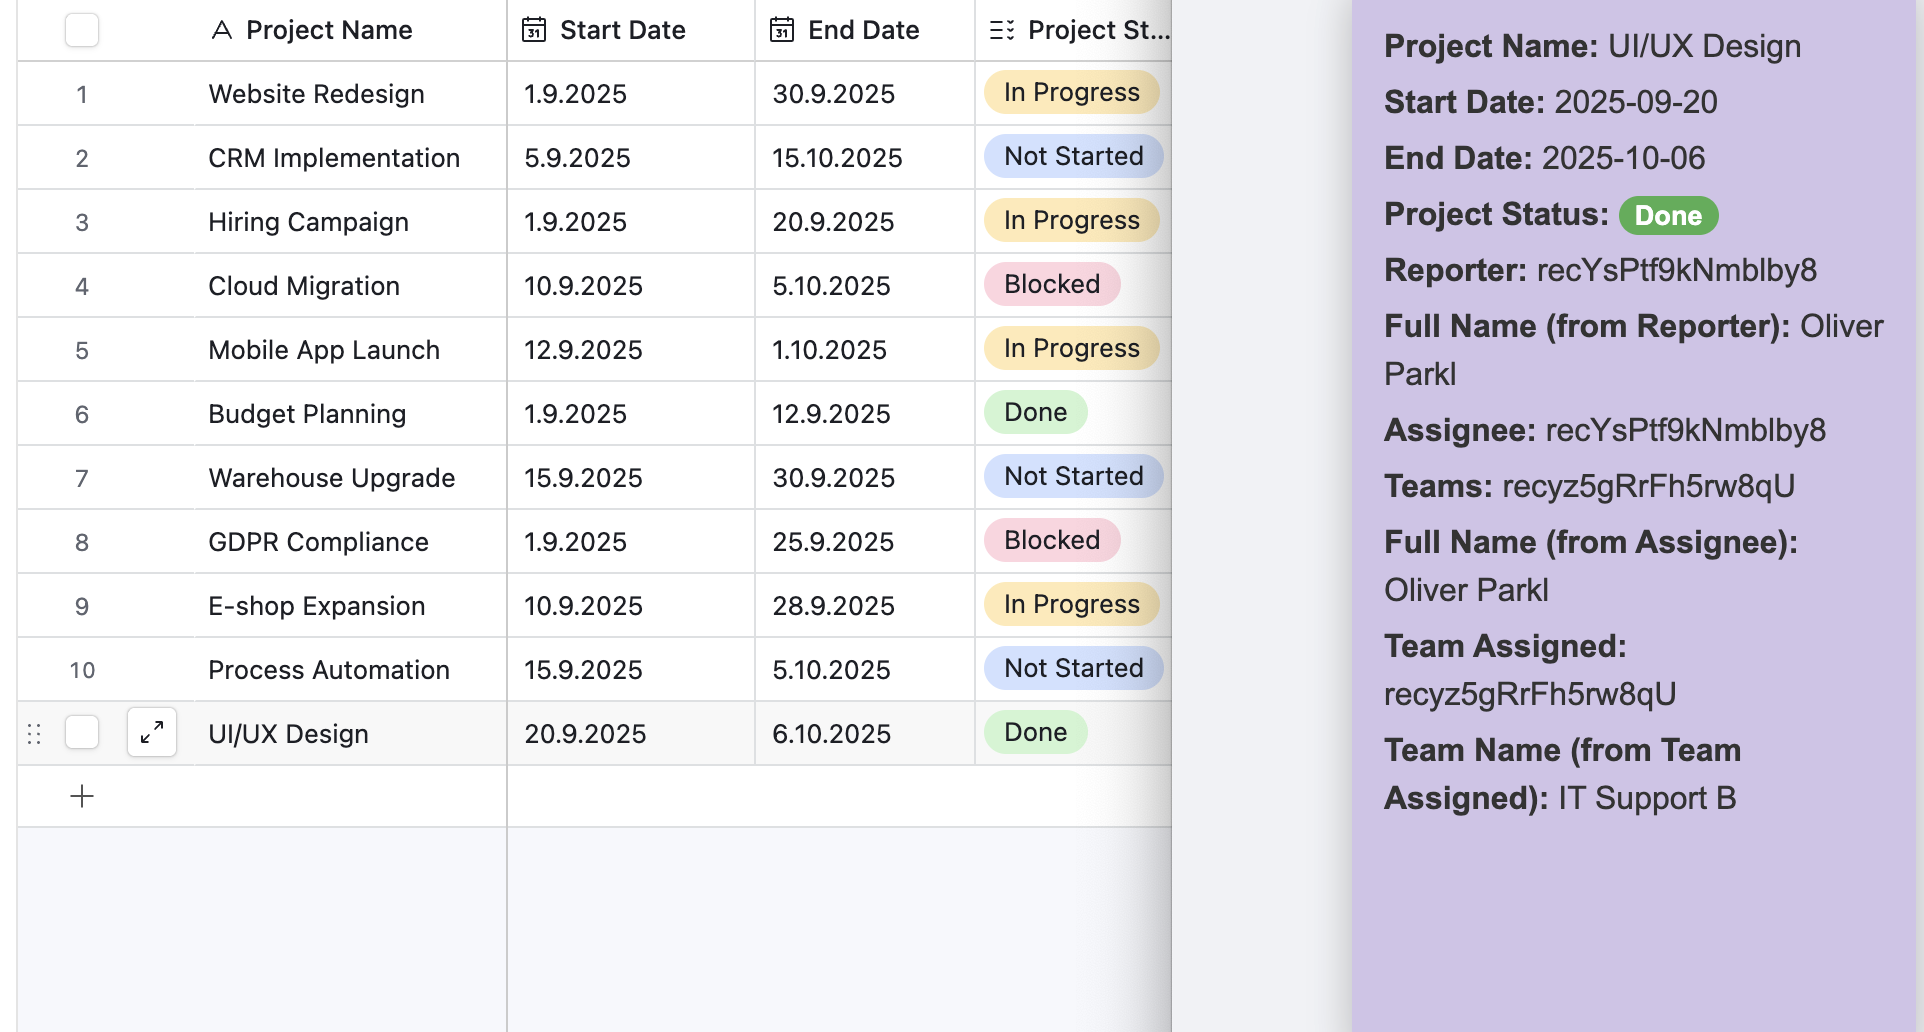 Project Name Start Date End Date Project St...
1 Website Redesign 1.9.2025 30.9.2025 In Progress
2 CRM Implementation 5.9.2025 15.10.2025 Not Started
3 Hiring Campaign 1.9.2025 20.9.2025 In Progress
4 Cloud Migration 10.9.2025 5.10.2025 Blocked
5 Mobile App Launch 12.9.2025 1.10.2025 In Progress
6 Budget Planning 1.9.2025 12.9.2025 Done
7 Warehouse Upgrade 15.9.2025 30.9.2025 Not Started
8 GDPR Compliance 1.9.2025 25.9.2025 Blocked
9 E-shop Expansion 10.9.2025 28.9.2025 In Progress
10 Process Automation 15.9.2025 5.10.2025 Not Started
UI/UX Design 20.9.2025 6.10.2025 Done
Project Name: UI/UX Design
Start Date: 2025-09-20
End Date: 2025-10-06
Project Status: Done
Reporter: recYsPtf9kNmblby8
Full Name (from Reporter): Oliver
Parkl
Assignee: recYsPtf9kNmblby8
Teams: recyz5gRrFh5rw8qU
Full Name (from Assignee):
Oliver Parkl
Team Assigned:
recyz5gRrFh5rw8qU
Team Name (from Team
Assigned): IT Support B